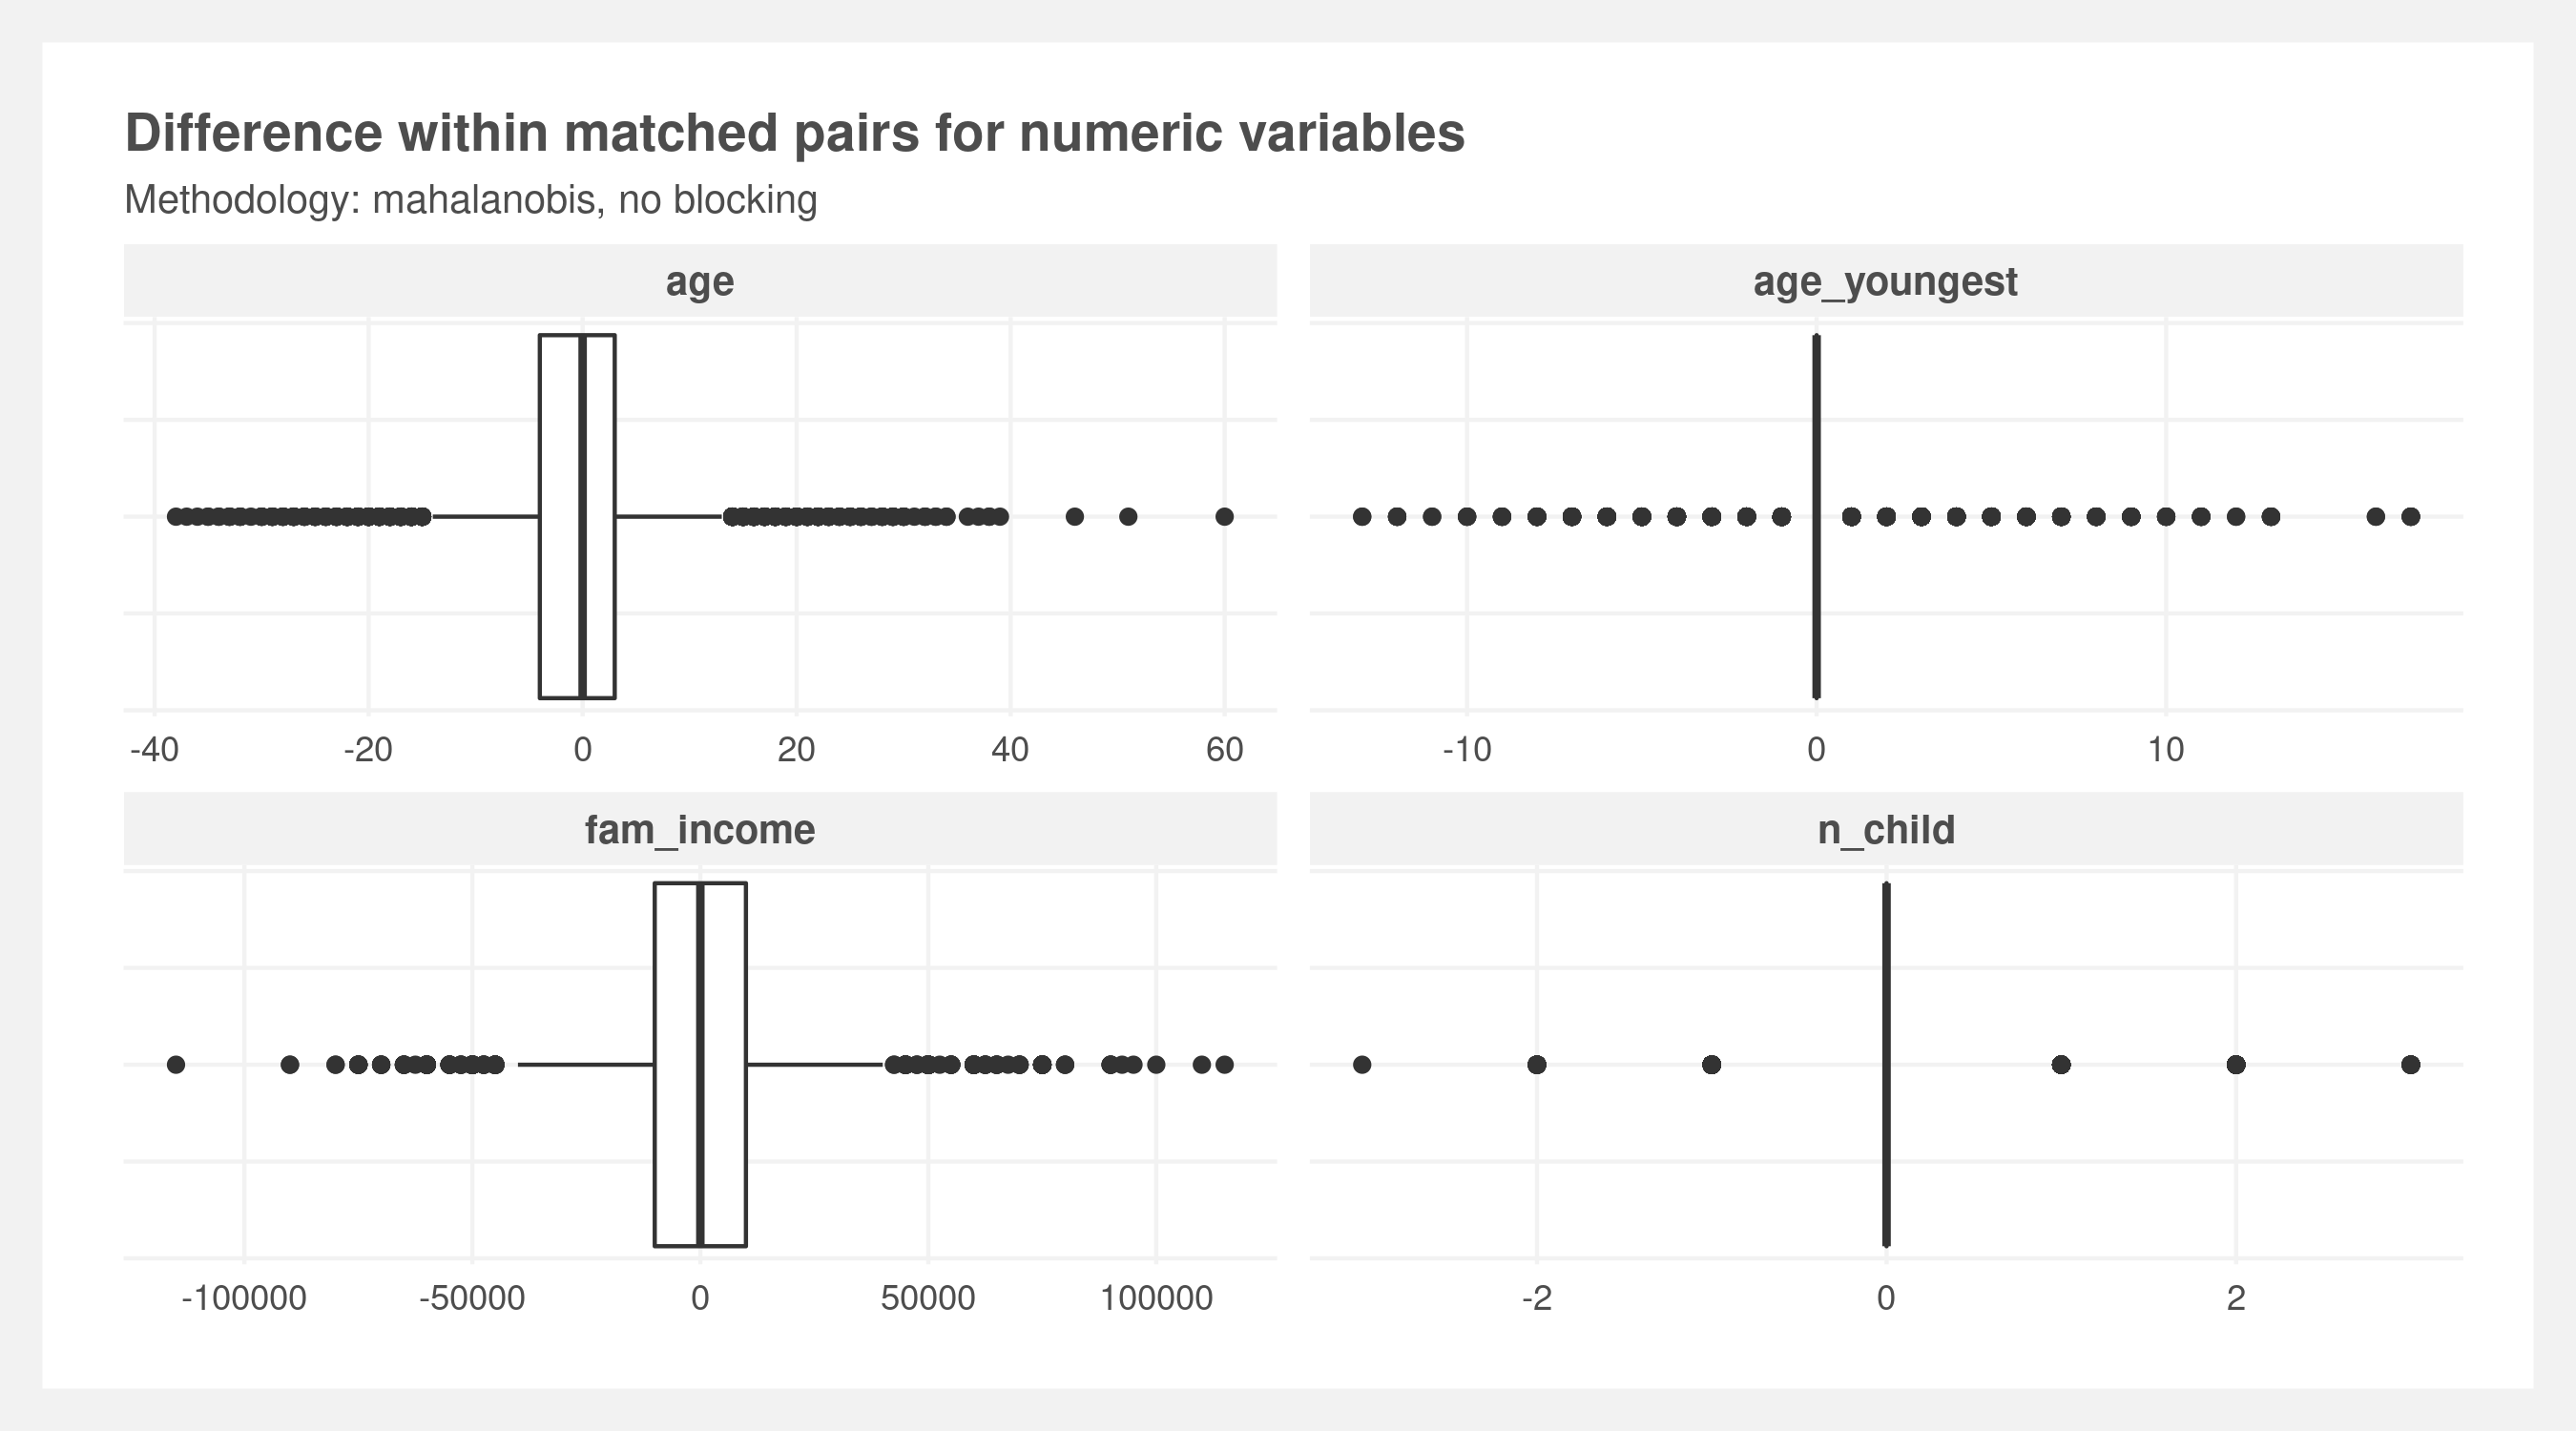 Difference within matched pairs for numeric variables
Methodology: mahalanobis, no blocking
age
age_youngest
-40 -20 0 20 40 60
-10 0 10
fam_income
n_child
-100000 -50000 0 50000 100000
-2 0 2